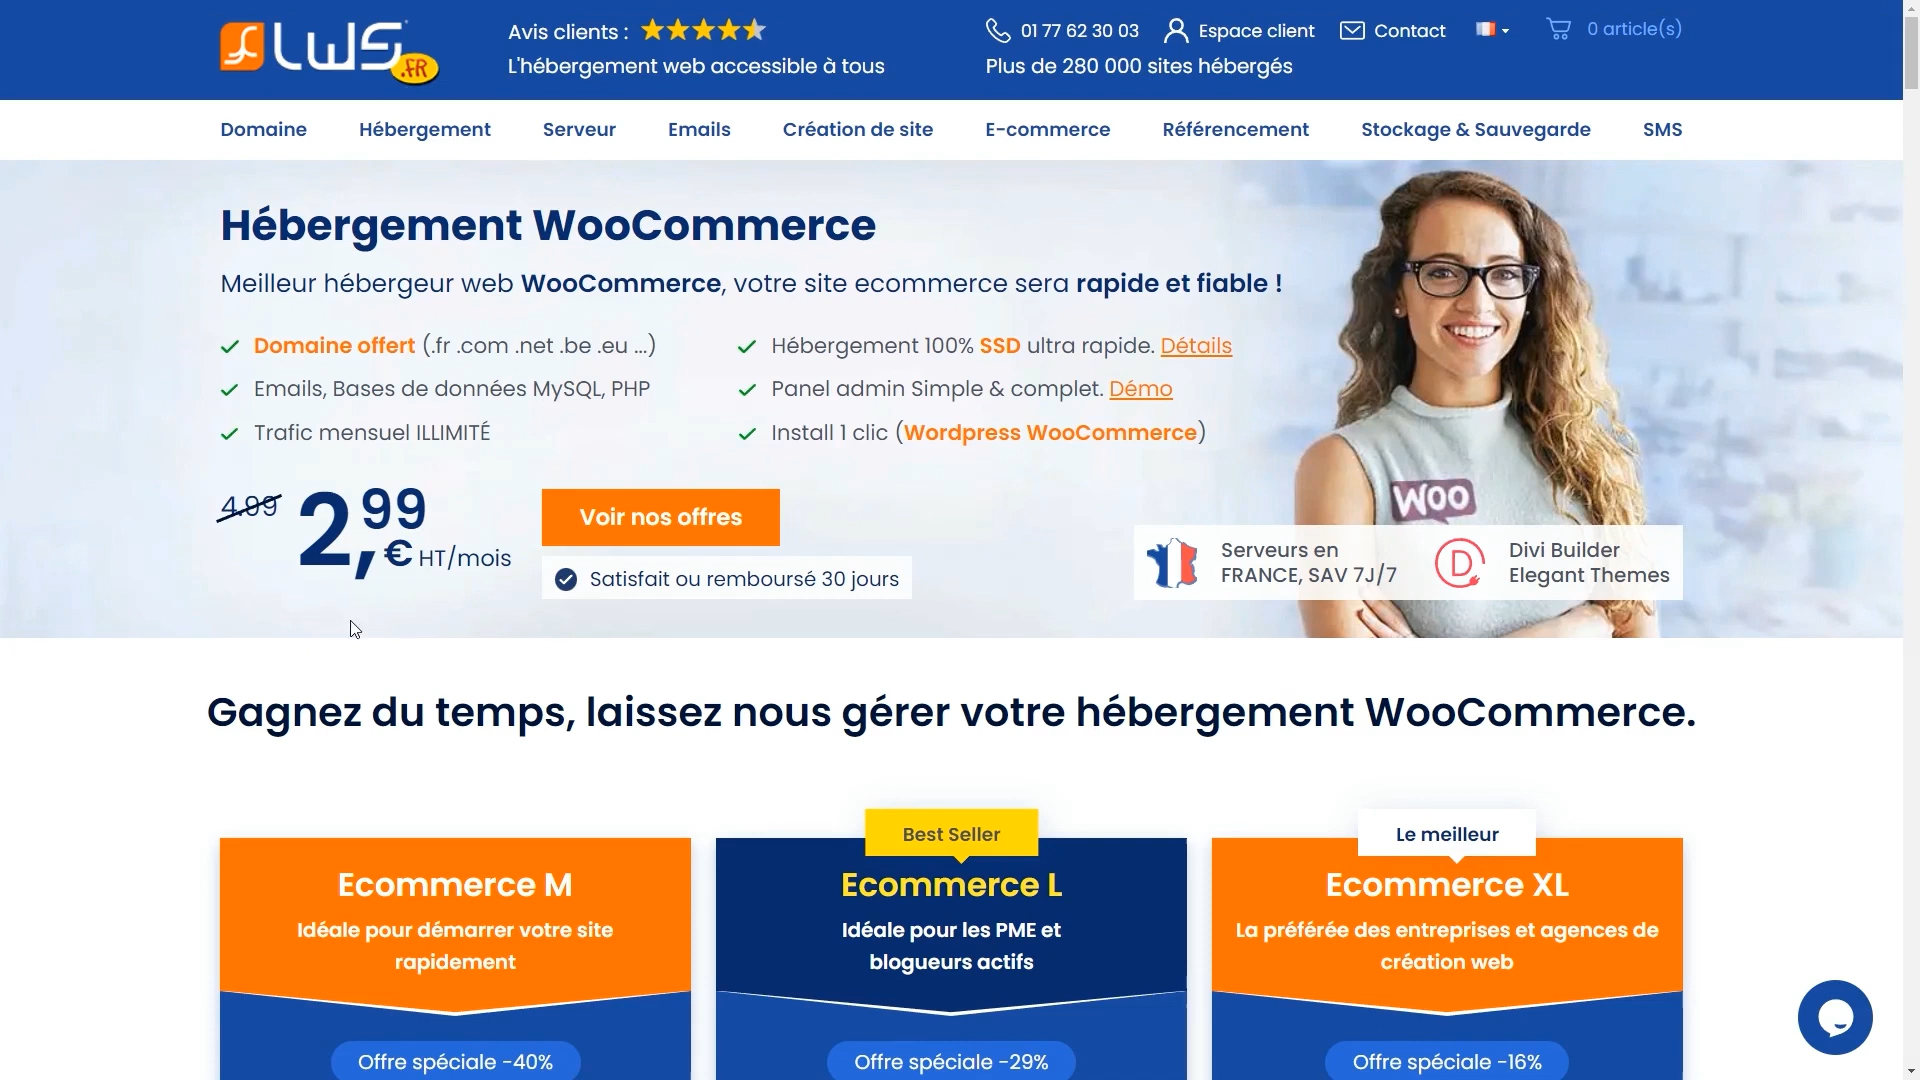 LWS .FR
Avis clients :
L'hébergement web accessible à tous
01 77 62 30 03
Espace client
Contact
0 article(s)
Plus de 280 000 sites hébergés
Domaine
Hébergement
Serveur
Emails
Création de site
E-commerce
Référencement
Stockage & Sauvegarde
SMS
Hébergement WooCommerce
Meilleur hébergeur web WooCommerce, votre site ecommerce sera rapide et fiable !
Domaine offert (.fr .com .net .be .eu ...)
Emails, Bases de données MySQL, PHP
Trafic mensuel ILLIMITÉ
Hébergement 100% SSD ultra rapide. Détails
Panel admin Simple & complet. Démo
Install 1 clic (Wordpress WooCommerce)
4.99
2,99 € HT/mois
Voir nos offres
Satisfait ou remboursé 30 jours
WOO
Serveurs en
FRANCE, SAV 7J/7
D
Divi Builder
Elegant Themes
Gagnez du temps, laissez nous gérer votre hébergement WooCommerce.
Ecommerce M
Idéale pour démarrer votre site
rapidement
Offre spéciale -40%
Best Seller
Ecommerce L
Idéale pour les PME et
blogueurs actifs
Offre spéciale -29%
Le meilleur
Ecommerce XL
La préférée des entreprises et agences de
création web
Offre spéciale -16%